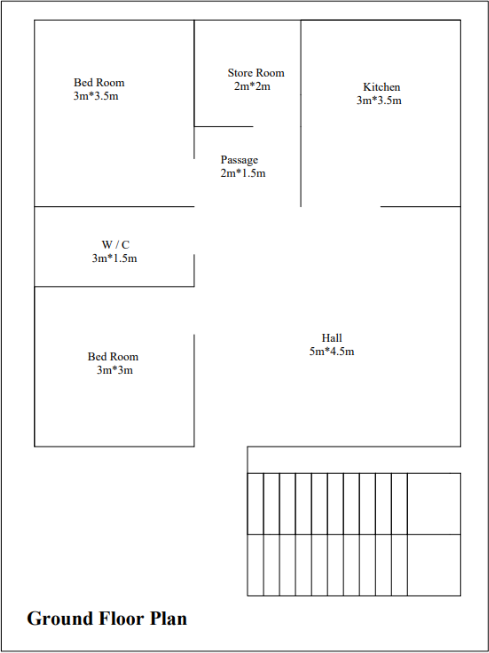 Bed Room
3m*3.5m
Store Room
2m*2m
Kitchen
3m*3.5m
Passage
2m*1.5m
W / C
3m*1.5m
Hall
5m*4.5m
Bed Room
3m*3m
Ground Floor Plan